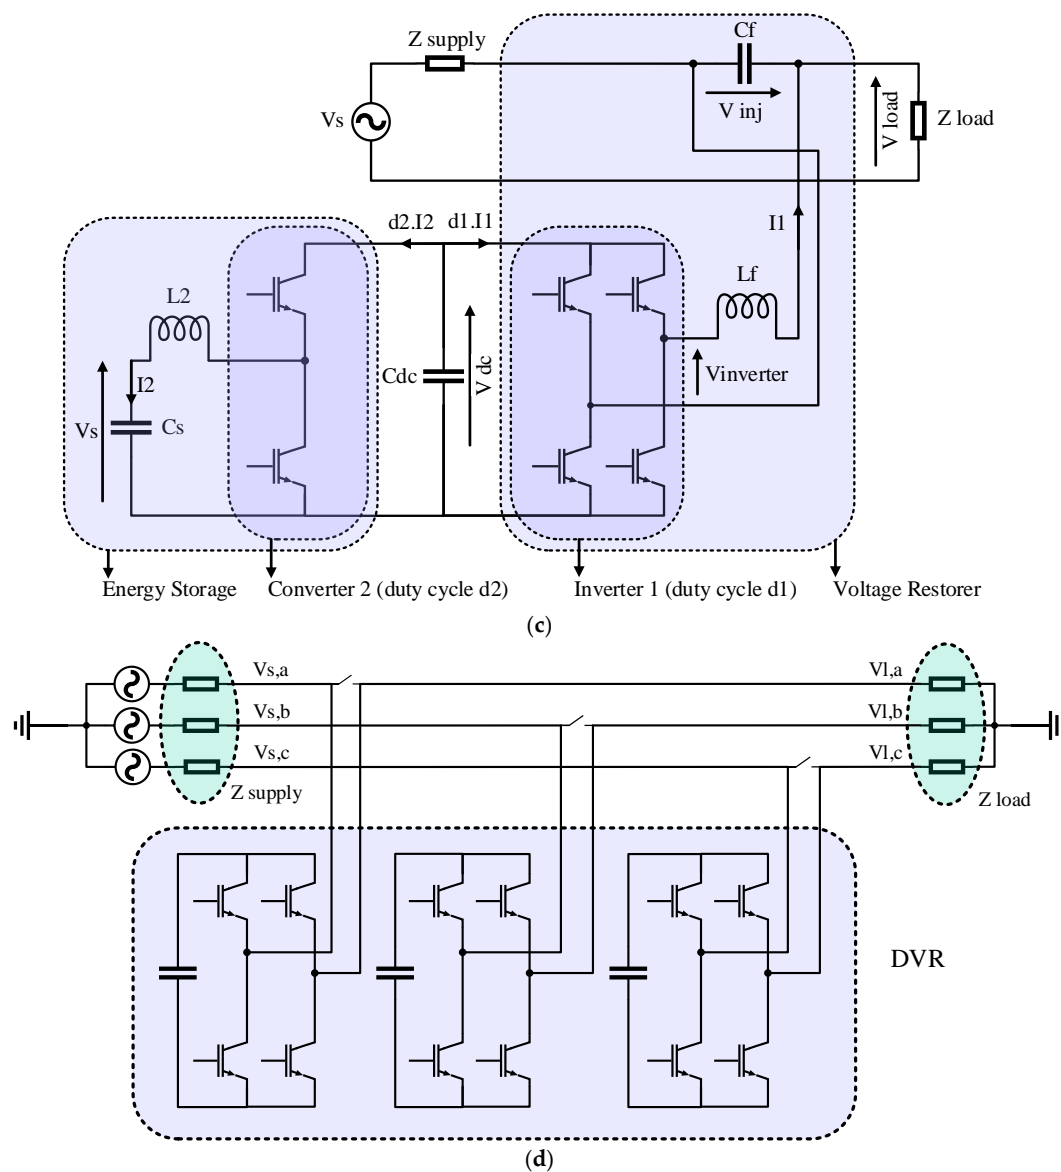 Cf
Z supply
V inj
Vs
V load
Z load
d2.I2
d1.I1
I1
L2
Lf
I2
Cdc
V dc
Vinverter
Vs
Cs
Energy Storage
Converter 2 (duty cycle d2)
Inverter 1 (duty cycle d1)
Voltage Restorer
(c)
Vs,a
Vl,a
Vs,b
Vl,b
Vs,c
Vl,c
Z supply
Z load
DVR
(d)